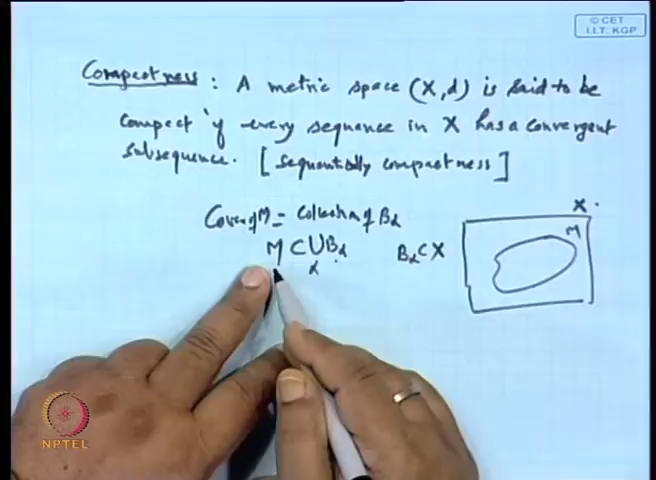 © CET
I.I.T. KGP
Compactness : A metric space (X,d) is said to be
compact if every sequence in X has a convergent
subsequence. [Sequentially compactness]
Cover of M = Collection of Bα
M ⊂ ∪ Bα
α
Bα ⊂ X
X
M
NPTEL